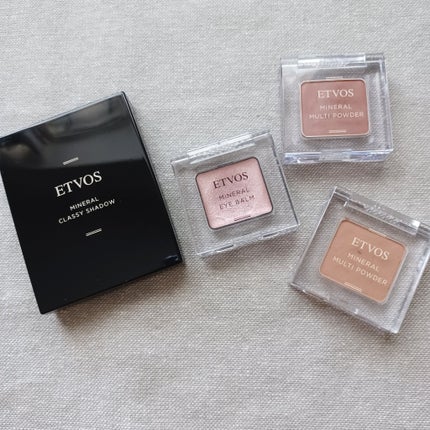 ETVOS
MINERAL
CLASSY SHADOW
ETVOS
MINERAL
EYE BALM
ETVOS
MINERAL
MULTI POWDER
ETVOS
MINERAL
MULTI POWDER